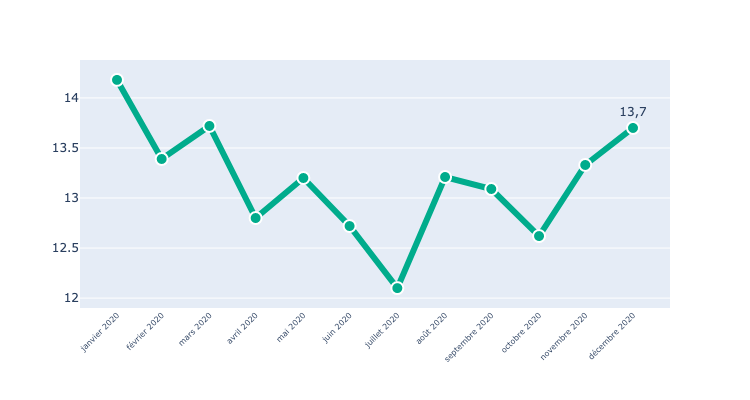 14
13.5
13
12.5
12
13,7
janvier 2020
février 2020
mars 2020
avril 2020
mai 2020
juin 2020
juillet 2020
août 2020
septembre 2020
octobre 2020
novembre 2020
décembre 2020